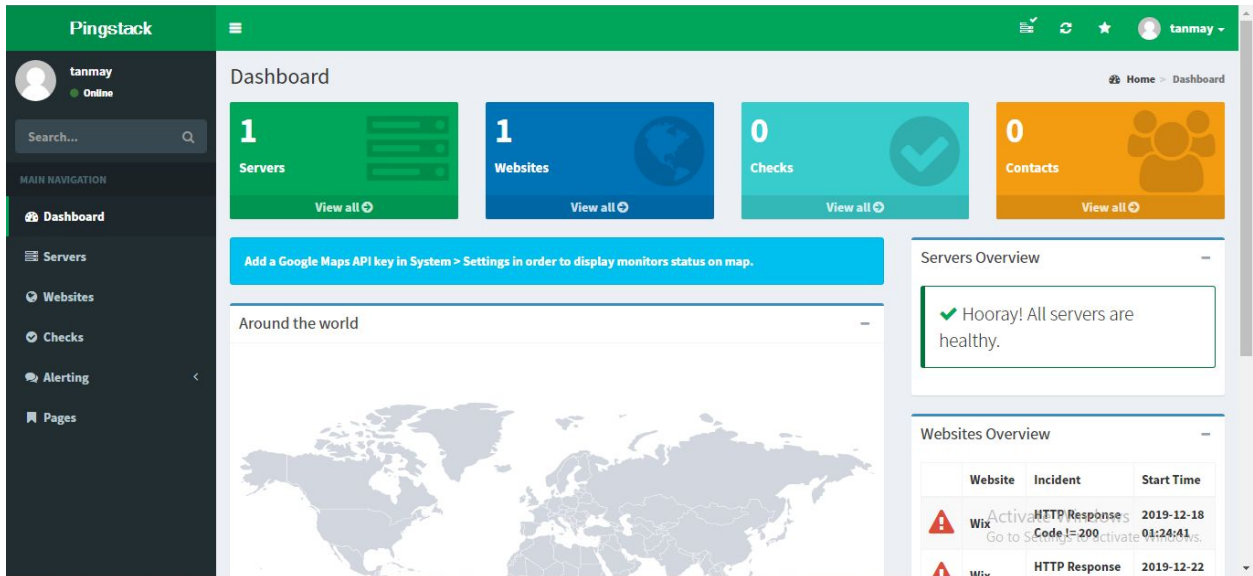 Pingstack
tanmay
tanmay
Online
Search...
MAIN NAVIGATION
Dashboard
Servers
Websites
Checks
Alerting
Pages
Dashboard
Home > Dashboard
1
Servers
View all
1
Websites
View all
0
Checks
View all
0
Contacts
View all
Add a Google Maps API key in System > Settings in order to display monitors status on map.
Around the world
Servers Overview
Hooray! All servers are
healthy.
Websites Overview
Website Incident Start Time
Wix HTTP Response 2019-12-18
Code != 200 01:24:41
Wix HTTP Response 2019-12-22
Activate Windows
Go to Settings to activate Windows.